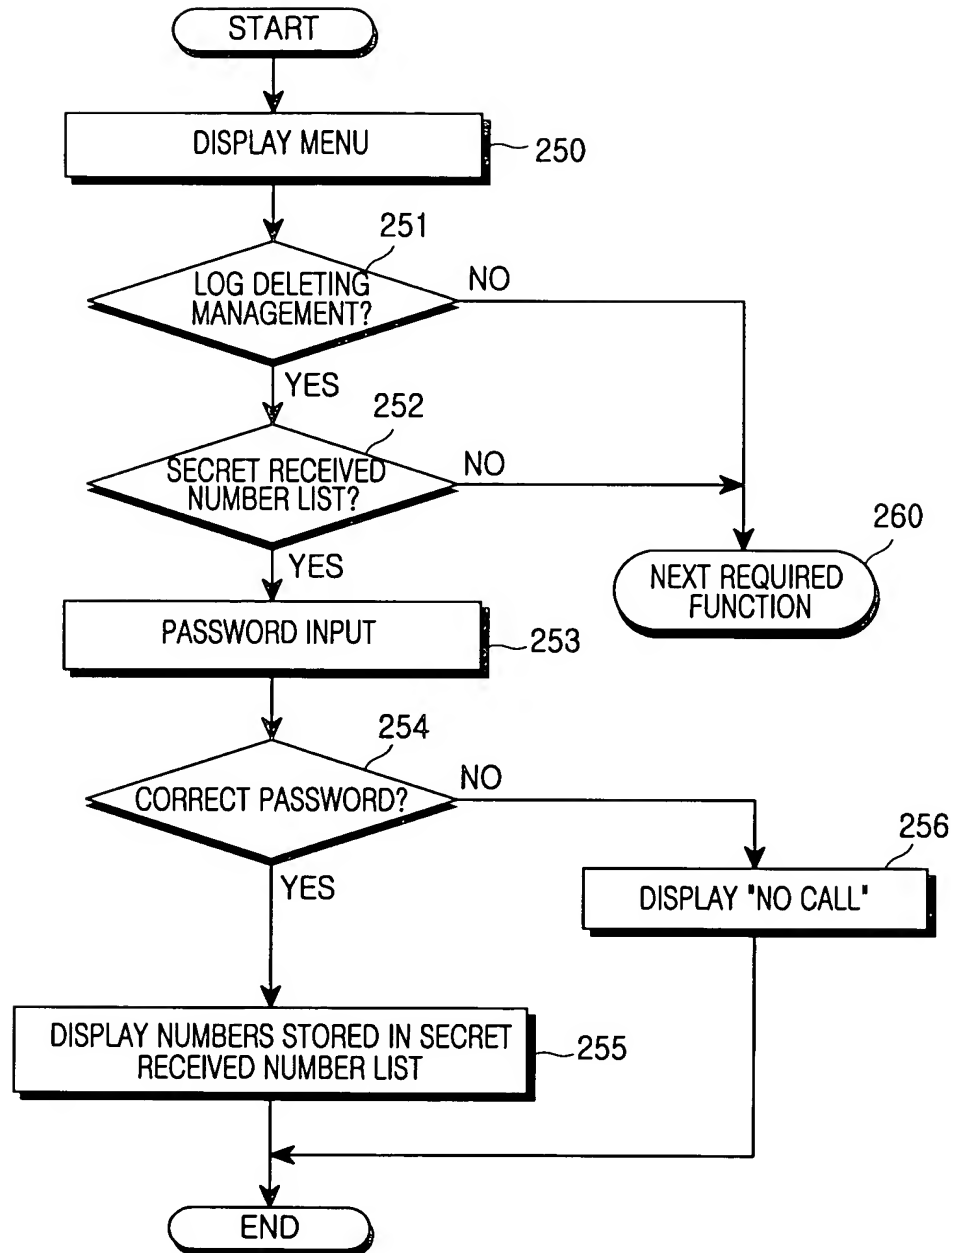 START
DISPLAY MENU
250
251
LOG DELETING
MANAGEMENT?
NO
YES
252
SECRET RECEIVED
NUMBER LIST?
NO
YES
260
NEXT REQUIRED
FUNCTION
PASSWORD INPUT
253
254
CORRECT PASSWORD?
NO
YES
256
DISPLAY "NO CALL"
DISPLAY NUMBERS STORED IN SECRET
RECEIVED NUMBER LIST
255
END